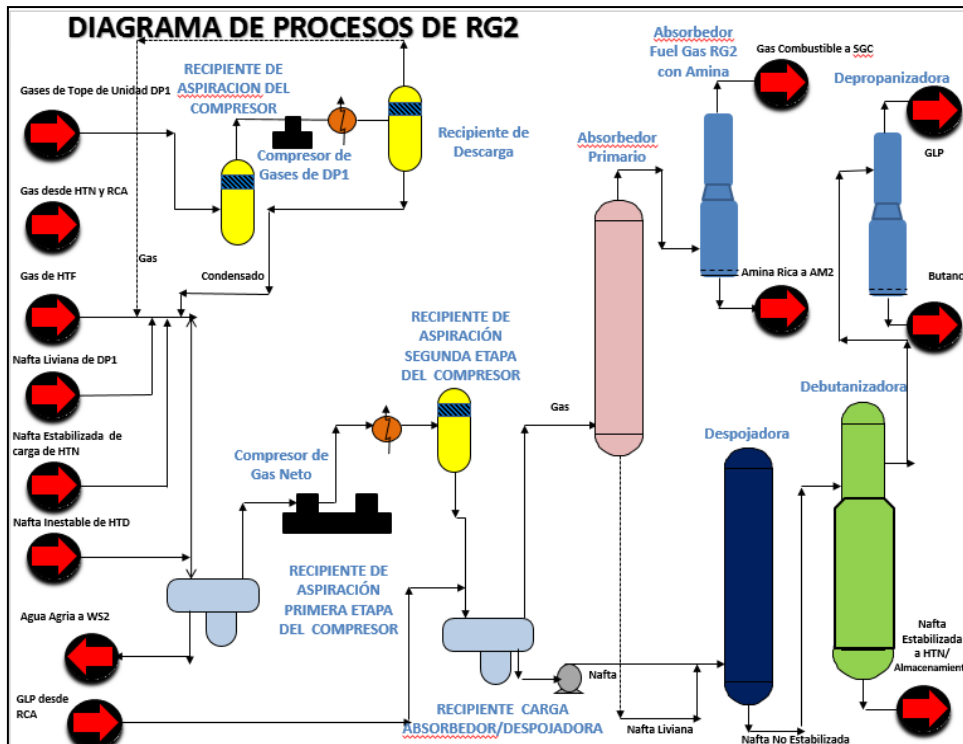 DIAGRAMA DE PROCESOS DE RG2
Gases de Tope de Unidad DP1
RECIPIENTE DE
ASPIRACION DEL
COMPRESOR
Compresor de
Gases de DP1
Recipiente de
Descarga
Absorbedor
Primario
Absorbedor
Fuel Gas RG2
con Amina
Gas Combustible a SGC
Depropanizadora
GLP
Gas desde HTN y RCA
Gas
Condensado
Gas de HTF
Amina Rica a AM2
Butano
Nafta Liviana de DP1
RECIPIENTE DE
ASPIRACIÓN
SEGUNDA ETAPA
DEL COMPRESOR
Gas
Debutanizadora
Despojadora
Nafta Estabilizada de
carga de HTN
Compresor de
Gas Neto
Nafta Inestable de HTD
RECIPIENTE DE
ASPIRACIÓN
PRIMERA ETAPA
DEL COMPRESOR
Agua Agria a WS2
GLP desde
RCA
Nafta
RECIPIENTE CARGA
ABSORBEDOR/DESPOJADORA
Nafta Liviana
Nafta No Estabilizada
Nafta
Estabilizada
a HTN/
Almacenamient